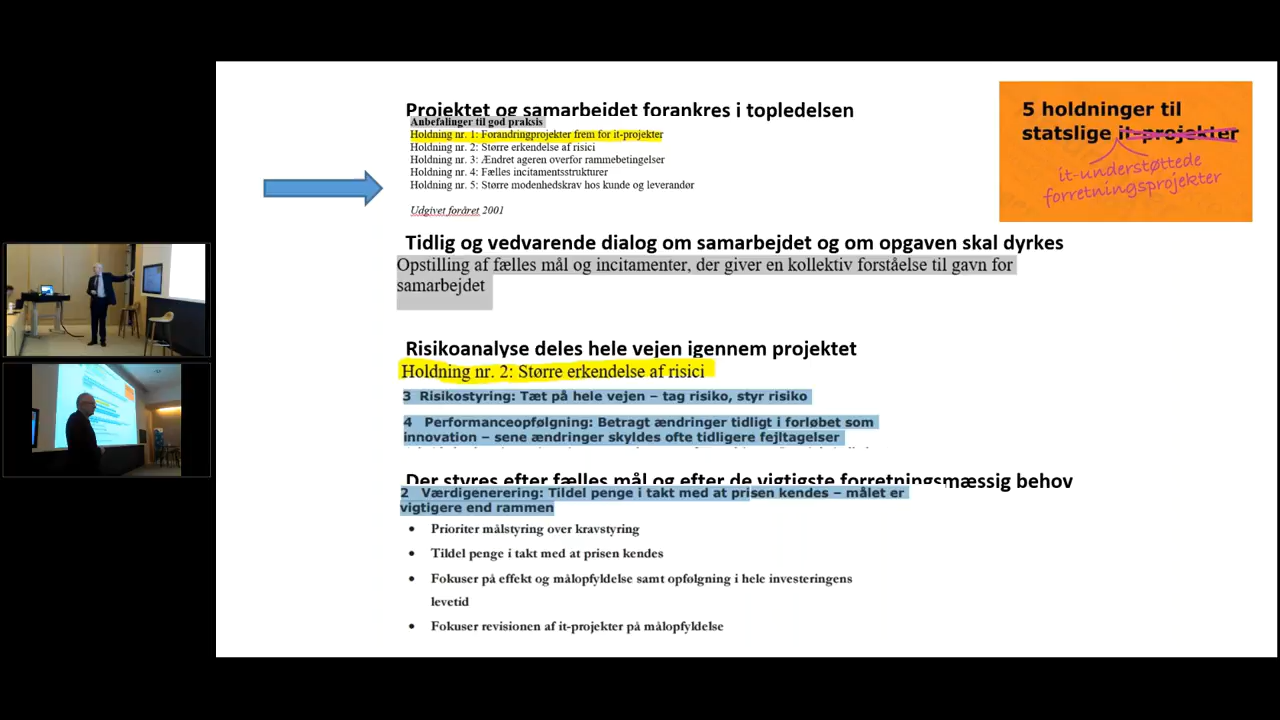 Projektet og samarbejdet forankres i topledelsen
Anbefalinger til god praksis
Holdning nr. 1: Forandringprojekter frem for it-projekter
Holdning nr. 2: Større erkendelse af risici
Holdning nr. 3: Ændret ageren overfor rammebetingelser
Holdning nr. 4: Fælles incitamentsstrukturer
Holdning nr. 5: Større modenhedskrav hos kunde og leverandør
Udgivet foråret 2001
5 holdninger til
statslige it-projekter
it-understøttede
forretningsprojekter
Tidlig og vedvarende dialog om samarbejdet og om opgaven skal dyrkes
Opstilling af fælles mål og incitamenter, der giver en kollektiv forståelse til gavn for
samarbejdet
Risikoanalyse deles hele vejen igennem projektet
Holdning nr. 2: Større erkendelse af risici
3 Risikostyring: Tæt på hele vejen – tag risiko, styr risiko
4 Performanceopfølgning: Betragt ændringer tidligt i forløbet som
innovation – sene ændringer skyldes ofte tidligere fejltagelser
Der styres efter fælles mål og efter de vigtigste forretningsmæssig behov
2 Værdigenerering: Tildel penge i takt med at prisen kendes – målet er
vigtigere end rammen
• Prioriter målstyring over kravstyring
• Tildel penge i takt med at prisen kendes
• Fokuser på effekt og målopfyldelse samt opfølgning i hele investeringens
levetid
• Fokuser revisionen af it-projekter på målopfyldelse